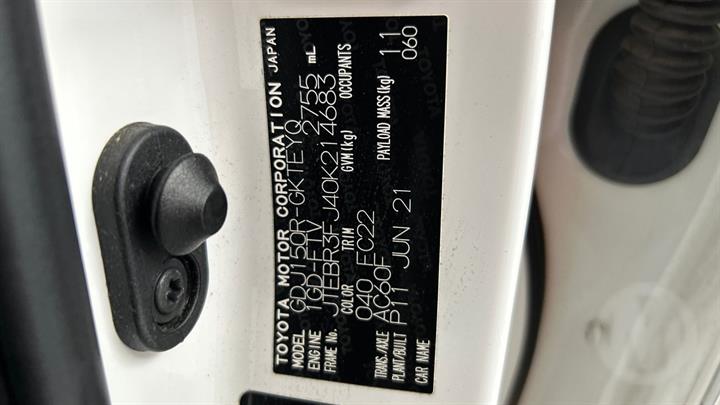 TOYOTA MOTOR CORPORATION JAPAN
MODEL GDJ150R-GKTEYQ
ENGINE 1GD-FTV 2755 mL
FRAME No. JTEBR3FJ40K214683
COLOR TRIM GVM(kg) OCCUPANTS
040 FC22
TRANS./AXLE AC60F PAYLOAD MASS(kg) 11
PLANT/BUILT P11 JUN 21 060
CAR NAME